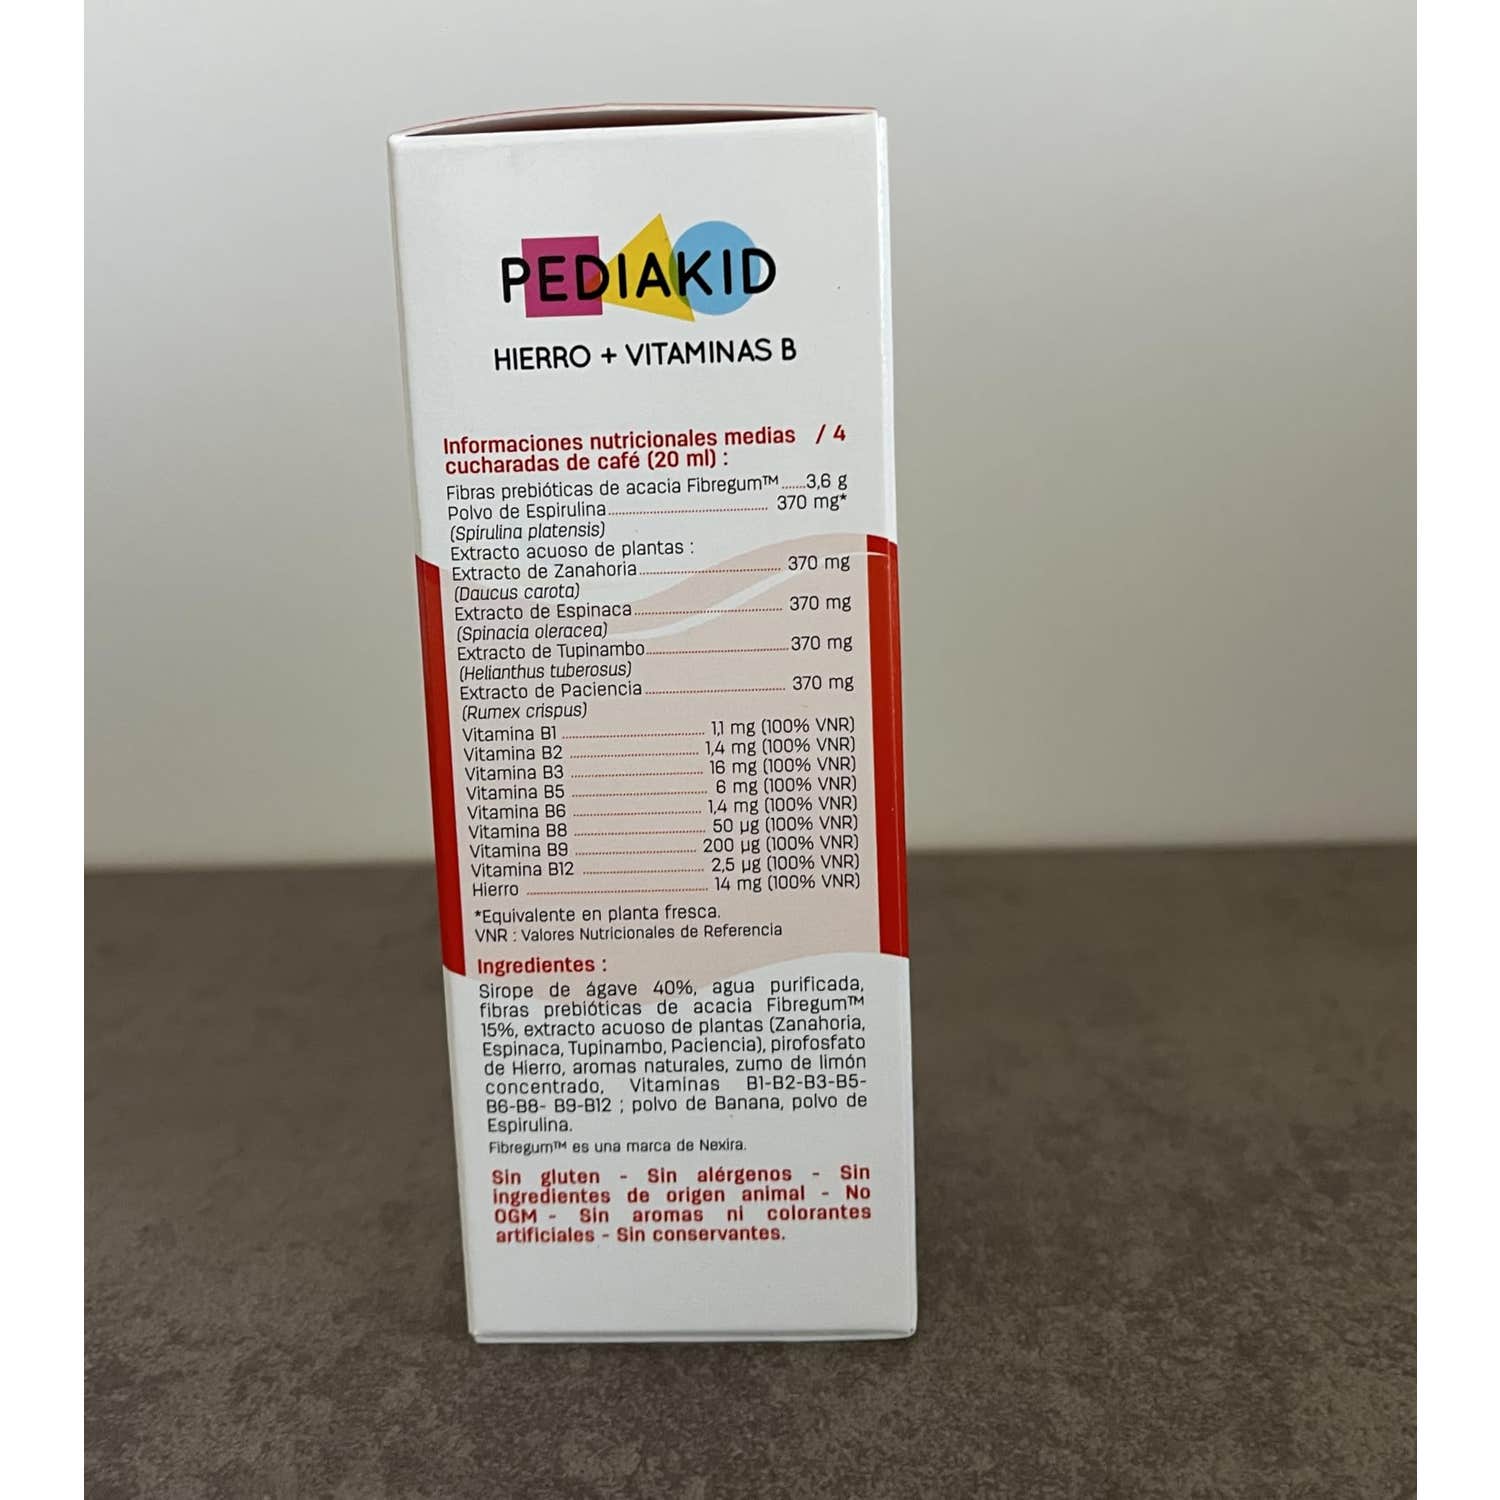 PEDIAKID
HIERRO + VITAMINAS B
Informaciones nutricionales medias / 4
cucharadas de café (20 ml) :
Fibras prebióticas de acacia Fibregum™.......3,6 g
Polvo de Espirulina........................................ 370 mg*
(Spirulina platensis)
Extracto acuoso de plantas :
Extracto de Zanahoria.................................... 370 mg
(Daucus carota)
Extracto de Espinaca..................................... 370 mg
(Spinacia oleracea)
Extracto de Tupinambo....................................370 mg
(Helianthus tuberosus)
Extracto de Paciencia................................... 370 mg
(Rumex crispus)
Vitamina B1 .................................... 1,1 mg (100% VNR)
Vitamina B2 ................................. 1,4 mg (100% VNR)
Vitamina B3 .................................. 16 mg (100% VNR)
Vitamina B5 ................................... 6 mg (100% VNR)
Vitamina B6 ................................. 1,4 mg (100% VNR)
Vitamina B8 ................................. 50 µg (100% VNR)
Vitamina B9 ............................... 200 µg (100% VNR)
Vitamina B12 ............................... 2,5 µg (100% VNR)
Hierro .............................................. 14 mg (100% VNR)
*Equivalente en planta fresca.
VNR : Valores Nutricionales de Referencia
Ingredientes :
Sirope de ágave 40%, agua purificada,
fibras prebióticas de acacia Fibregum™
15%, extracto acuoso de plantas (Zanahoria,
Espinaca, Tupinambo, Paciencia), pirofosfato
de Hierro, aromas naturales, zumo de limón
concentrado, Vitaminas B1-B2-B3-B5-
B6-B8- B9-B12 ; polvo de Banana, polvo de
Espirulina.
Fibregum™ es una marca de Nexira.
Sin gluten - Sin alérgenos - Sin
ingredientes de origen animal - No
OGM - Sin aromas ni colorantes
artificiales - Sin conservantes.